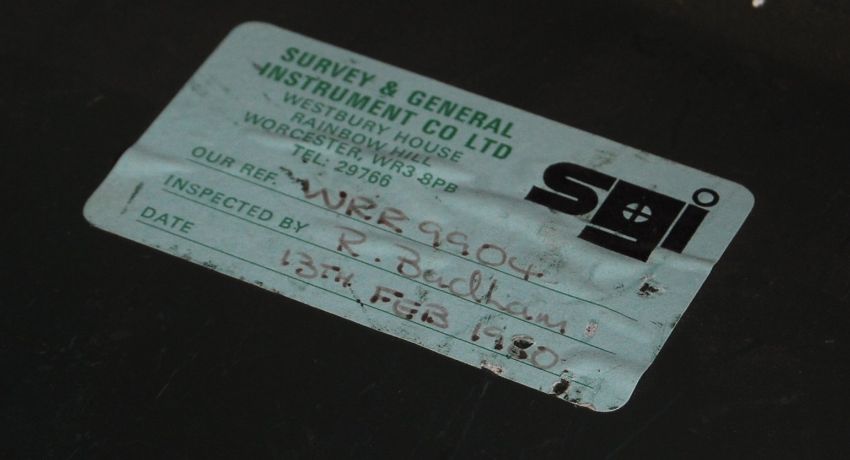 SURVEY & GENERAL
INSTRUMENT CO LTD
WESTBURY HOUSE
RAINBOW HILL
WORCESTER, WR3 8PB
TEL: 29766
sgi
OUR REF. WRR 9904
INSPECTED BY R. Budham
DATE 13TH FEB 1980